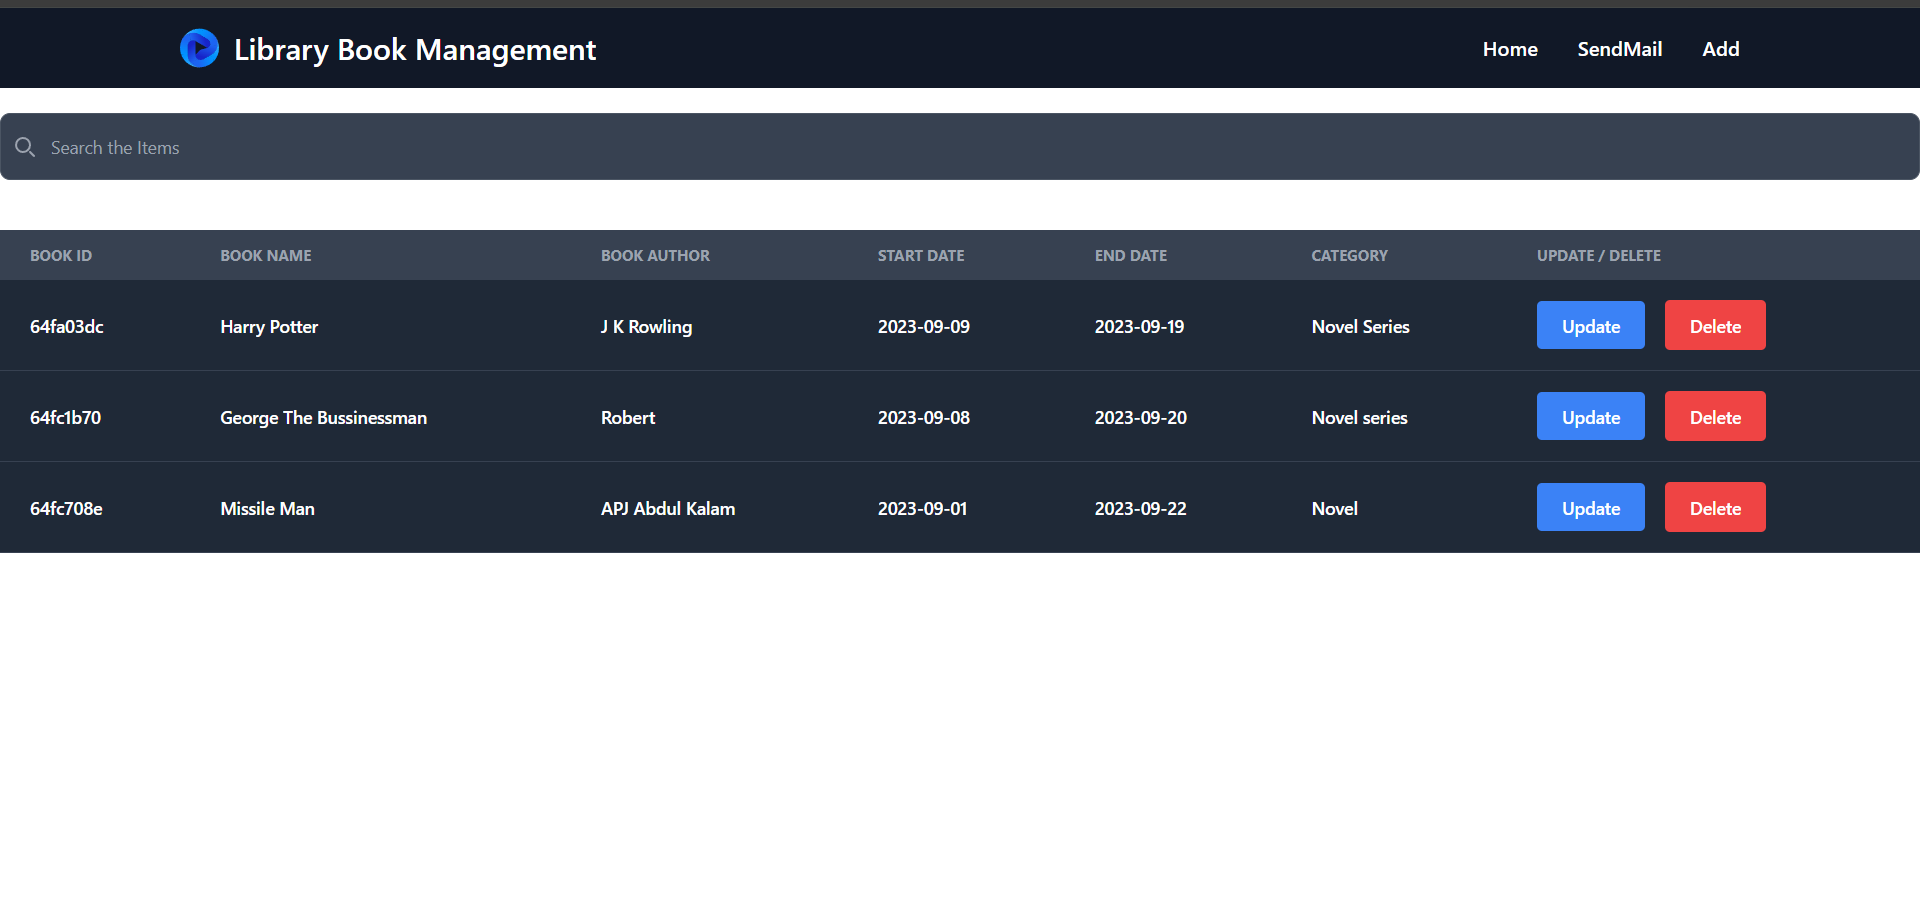 Library Book Management Home SendMail Add
Search the Items
BOOK ID BOOK NAME BOOK AUTHOR START DATE END DATE CATEGORY UPDATE / DELETE
64fa03dc Harry Potter J K Rowling 2023-09-09 2023-09-19 Novel Series Update Delete
64fc1b70 George The Bussinessman Robert 2023-09-08 2023-09-20 Novel series Update Delete
64fc708e Missile Man APJ Abdul Kalam 2023-09-01 2023-09-22 Novel Update Delete